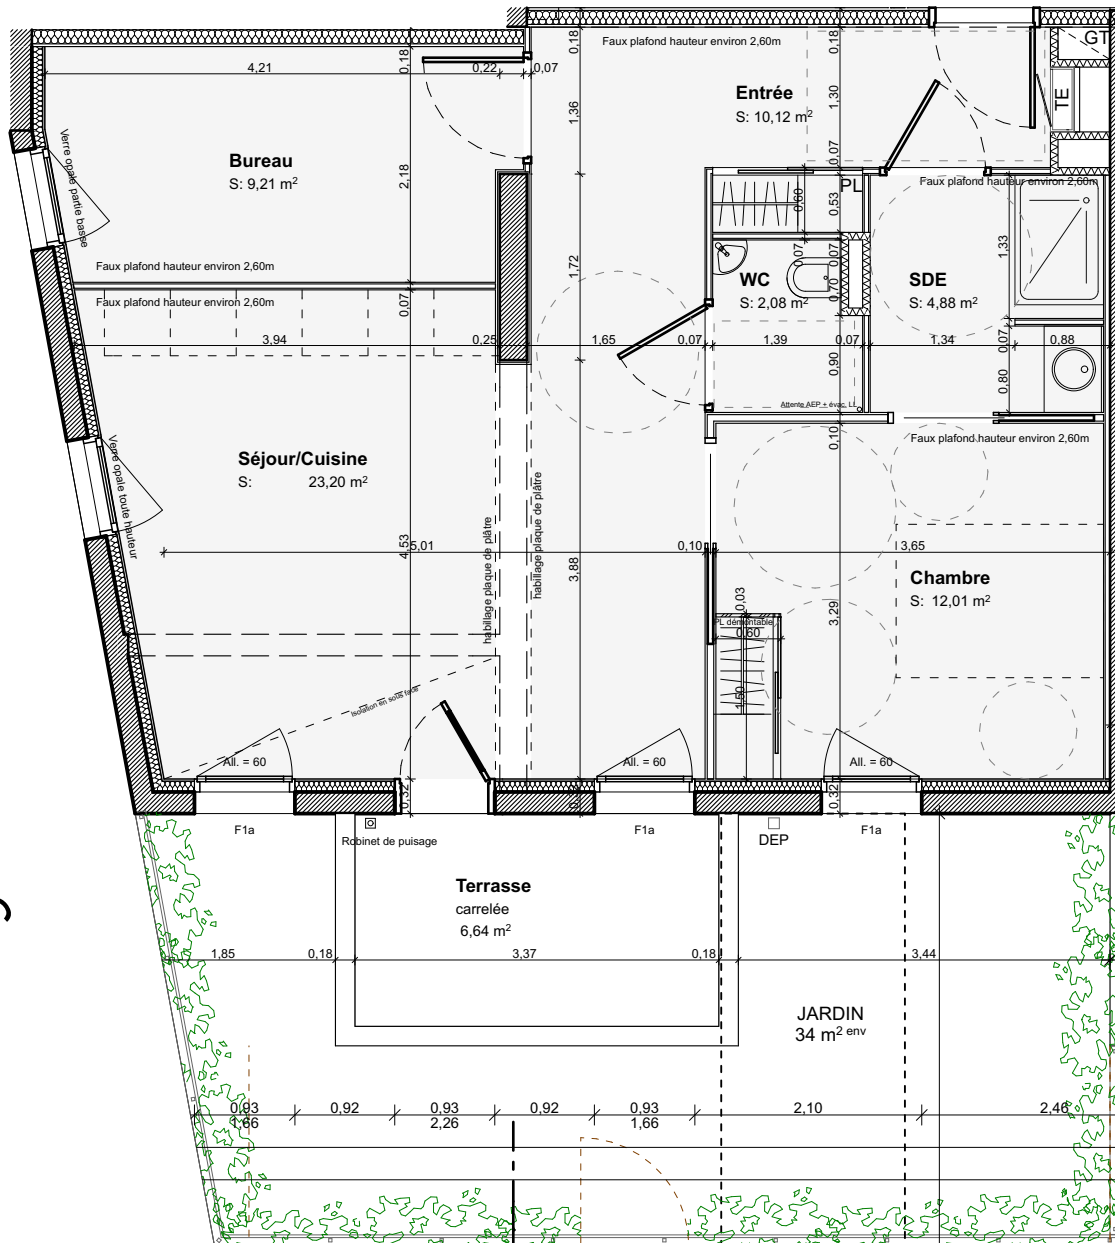 0,18
Faux plafond hauteur environ 2,60m
0,18
GT
4,21
0,18
0,22
0,07
TE
Entrée
S: 10,12 m²
1,36
1,30
Verre opale partie basse
Bureau
S: 9,21 m²
2,18
0,07
Faux plafond hauteur environ 2,60m
PL
0,60
0,53
1,33
Faux plafond hauteur environ 2,60m
1,72
0,07
0,07
WC
S: 2,08 m²
0,70
SDE
S: 4,88 m²
Faux plafond hauteur environ 2,60m
0,07
3,94
0,25
1,65
0,07
1,39
0,07
1,34
0,07
0,88
0,90
0,80
Attente AEP + évac. LL
0,10
Faux plafond hauteur environ 2,60m
Verre opale toute hauteur
Séjour/Cuisine
S: 23,20 m²
habillage plaque de plâtre
habillage plaque de plâtre
4,53
5,01
3,88
0,10
3,65
Chambre
S: 12,01 m²
0,03
3,29
PL démontable
0,60
1,50
Isolation en sous face
All. = 60
All. = 60
All. = 60
0,32
0,32
0,32
F1a
Robinet de puisage
F1a
DEP
F1a
Terrasse
carrelée
6,64 m²
1,85
0,18
3,37
0,18
3,44
JARDIN
34 m² env
0,93
0,92
0,93
0,92
0,93
2,10
2,46
1,66
2,26
1,66